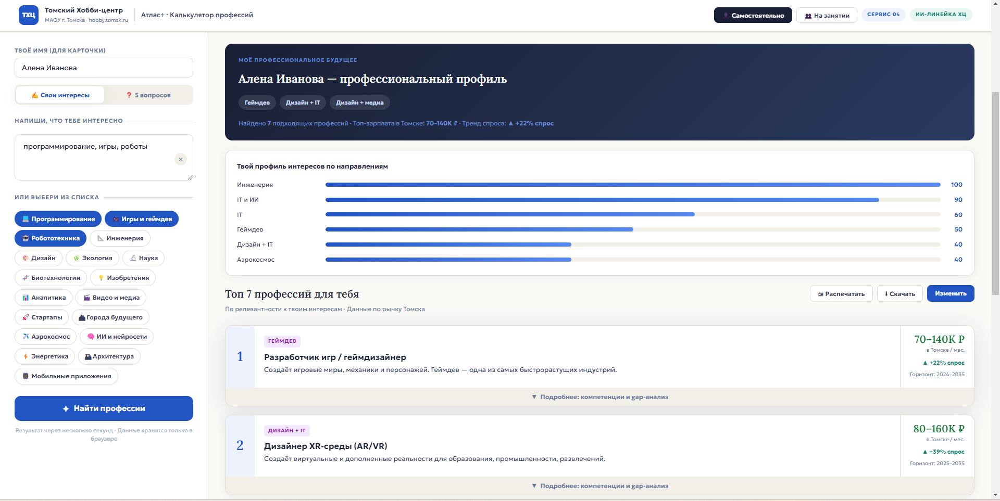 ТХЦ
Томский Хобби-центр
МАОУ г. Томска · hobby.tomsk.ru
Атлас+ · Калькулятор профессий
Самостоятельно
На занятии
СЕРВИС 04
ИИ-ЛИНЕЙКА ХЦ
ТВОЁ ИМЯ (ДЛЯ КАРТОЧКИ)
Алена Иванова
Свои интересы
5 вопросов
НАПИШИ, ЧТО ТЕБЕ ИНТЕРЕСНО
программирование, игры, роботы
ИЛИ ВЫБЕРИ ИЗ СПИСКА
Программирование
Игры и геймдев
Робототехника
Инженерия
Дизайн
Экология
Наука
Биотехнологии
Изобретения
Аналитика
Видео и медиа
Стартапы
Города будущего
Аэрокосмос
ИИ и нейросети
Энергетика
Архитектура
Мобильные приложения
Найти профессии
Результат через несколько секунд · Данные хранятся только в
браузере
МОЁ ПРОФЕССИОНАЛЬНОЕ БУДУЩЕЕ
Алена Иванова — профессиональный профиль
Геймдев
Дизайн + IT
Дизайн + медиа
Найдено 7 подходящих профессий · Топ-зарплата в Томске: 70–140К ₽ · Тренд спроса: ▲ +22% спрос
Твой профиль интересов по направлениям
Инженерия 100
IT и ИИ 90
IT 60
Геймдев 50
Дизайн + IT 40
Аэрокосмос 40
Топ 7 профессий для тебя
По релевантности к твоим интересам · Данные по рынку Томска
Распечатать
⬇ Скачать
Изменить
1
ГЕЙМДЕВ
Разработчик игр / геймдизайнер
Создаёт игровые миры, механики и персонажей. Геймдев — одна из самых быстрорастущих индустрий.
70–140К ₽
в Томске / мес.
▲ +22% спрос
Горизонт: 2024–2035
▼ Подробнее: компетенции и gap-анализ
2
ДИЗАЙН + IT
Дизайнер XR-среды (AR/VR)
Создаёт виртуальные и дополненные реальности для образования, промышленности, развлечений.
80–160К ₽
в Томске / мес.
▲ +39% спрос
Горизонт: 2025–2035
▼ Подробнее: компетенции и gap-анализ